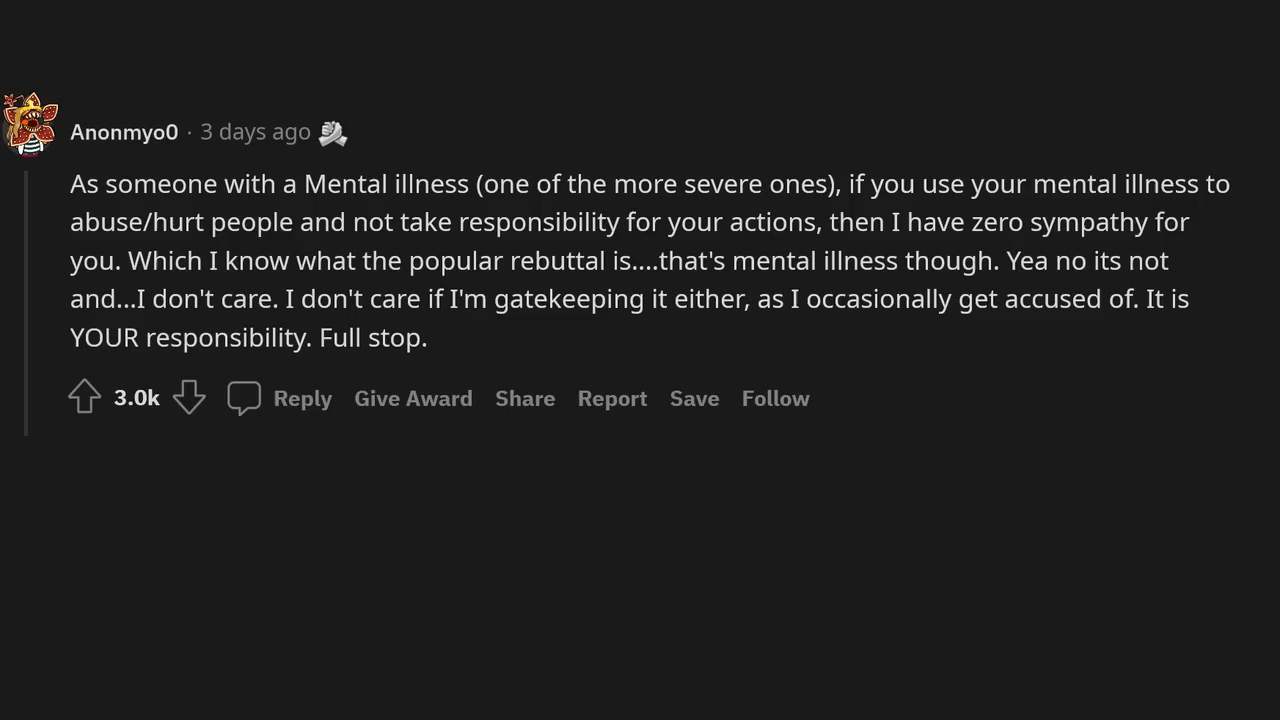 Anonmyo0 · 3 days ago
As someone with a Mental illness (one of the more severe ones), if you use your mental illness to
abuse/hurt people and not take responsibility for your actions, then I have zero sympathy for
you. Which I know what the popular rebuttal is....that's mental illness though. Yea no its not
and...I don't care. I don't care if I'm gatekeeping it either, as I occasionally get accused of. It is
YOUR responsibility. Full stop.
3.0k Reply Give Award Share Report Save Follow